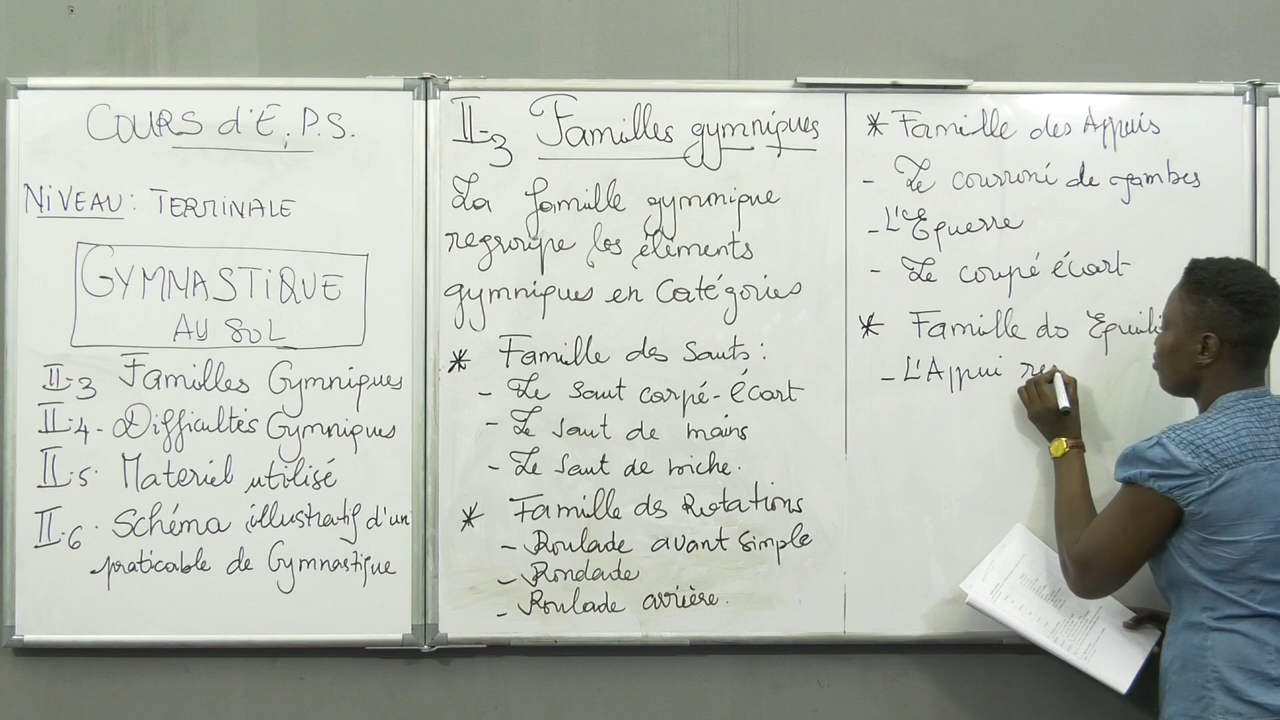 COURS d'E.P.S.
NIVEAU : TERMINALE
GYMNASTIQUE
AU SOL
II-3 Familles Gymniques
II-4- Difficultés Gymniques
II-5- Materiel utilisé
II-6- Schéma illustratif d'un
praticable de Gymnastique
II-3 Familles gymniques
La famille gymnique
regroupe les éléments
gymniques en Catégories
* Famille des Sauts :
- Le Saut carpé-écart
- Le saut de mains
- Le Saut de biche.
* Famille des Rotations
- Roulade avant simple
- Rondade
- Roulade arrière.
* Famille des Appuis
- Le couronné de jambes
- L'Equerre
- Le coupé écart
* Famille des
- L'Appui